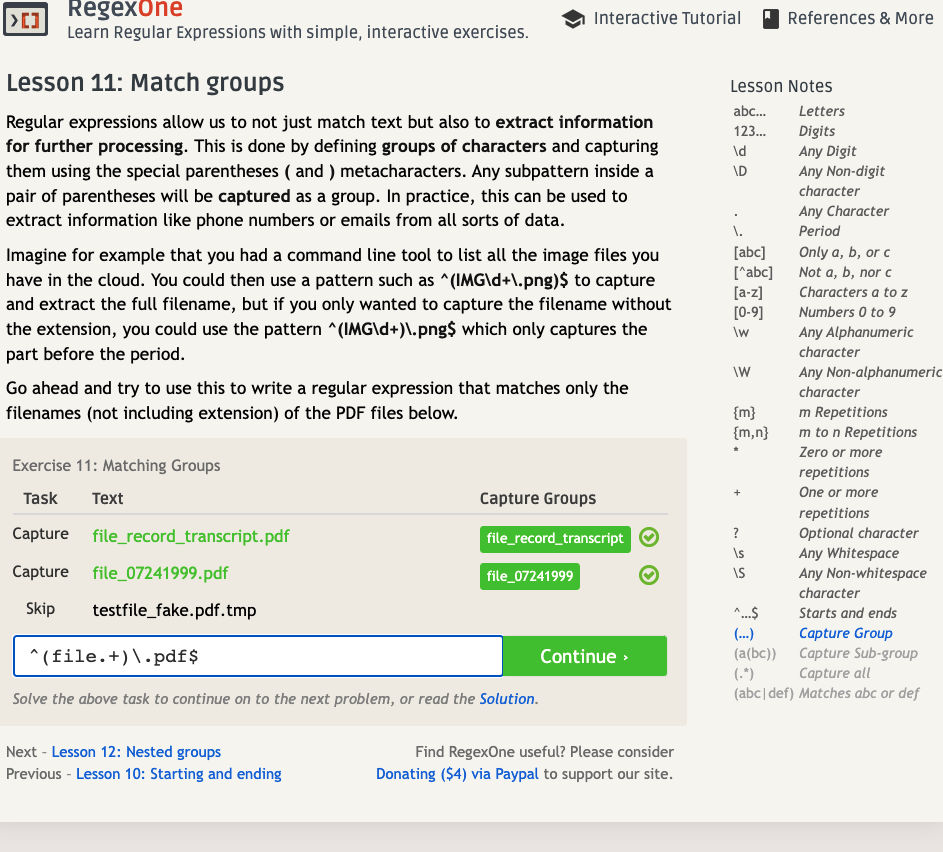 RegexOne
Learn Regular Expressions with simple, interactive exercises.
Interactive Tutorial
References & More
Lesson 11: Match groups
Regular expressions allow us to not just match text but also to extract information
for further processing. This is done by defining groups of characters and capturing
them using the special parentheses ( and ) metacharacters. Any subpattern inside a
pair of parentheses will be captured as a group. In practice, this can be used to
extract information like phone numbers or emails from all sorts of data.
Imagine for example that you had a command line tool to list all the image files you
have in the cloud. You could then use a pattern such as ^(IMG\d+\.png)$ to capture
and extract the full filename, but if you only wanted to capture the filename without
the extension, you could use the pattern ^(IMG\d+)\.png$ which only captures the
part before the period.
Go ahead and try to use this to write a regular expression that matches only the
filenames (not including extension) of the PDF files below.
Exercise 11: Matching Groups
Task Text Capture Groups
Capture file_record_transcript.pdf file_record_transcript
Capture file_07241999.pdf file_07241999
Skip testfile_fake.pdf.tmp
^(file.+)\.pdf$ Continue ›
Solve the above task to continue on to the next problem, or read the Solution.
Next – Lesson 12: Nested groups
Previous – Lesson 10: Starting and ending
Find RegexOne useful? Please consider
Donating ($4) via Paypal to support our site.
Lesson Notes
abc… Letters
123… Digits
\d Any Digit
\D Any Non-digit
character
. Any Character
\. Period
[abc] Only a, b, or c
[^abc] Not a, b, nor c
[a-z] Characters a to z
[0-9] Numbers 0 to 9
\w Any Alphanumeric
character
\W Any Non-alphanumeric
character
{m} m Repetitions
{m,n} m to n Repetitions
* Zero or more
repetitions
+ One or more
repetitions
? Optional character
\s Any Whitespace
\S Any Non-whitespace
character
^…$ Starts and ends
(…) Capture Group
(a(bc)) Capture Sub-group
(.*) Capture all
(abc|def) Matches abc or def